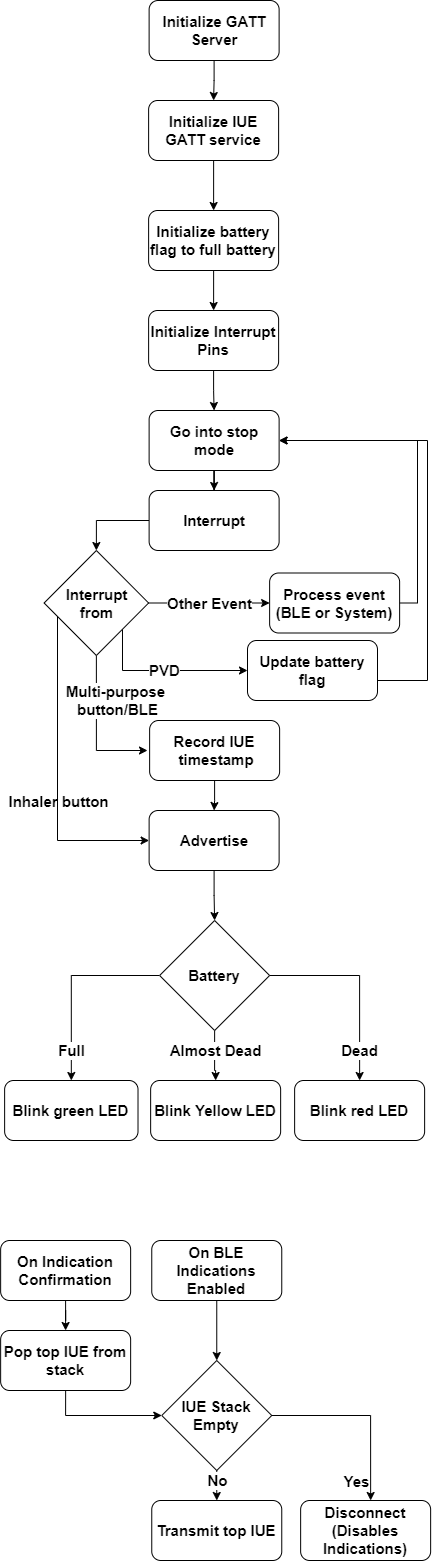 Initialize GATT
Server
Initialize IUE
GATT service
Initialize battery
flag to full battery
Initialize Interrupt
Pins
Go into stop
mode
Interrupt
Interrupt
from
Other Event
Process event
(BLE or System)
PVD
Update battery
flag
Multi-purpose
button/BLE
Record IUE
timestamp
Inhaler button
Advertise
Battery
Full
Almost Dead
Dead
Blink green LED
Blink Yellow LED
Blink red LED
On Indication
Confirmation
On BLE
Indications
Enabled
Pop top IUE from
stack
IUE Stack
Empty
No
Yes
Transmit top IUE
Disconnect
(Disables
Indications)